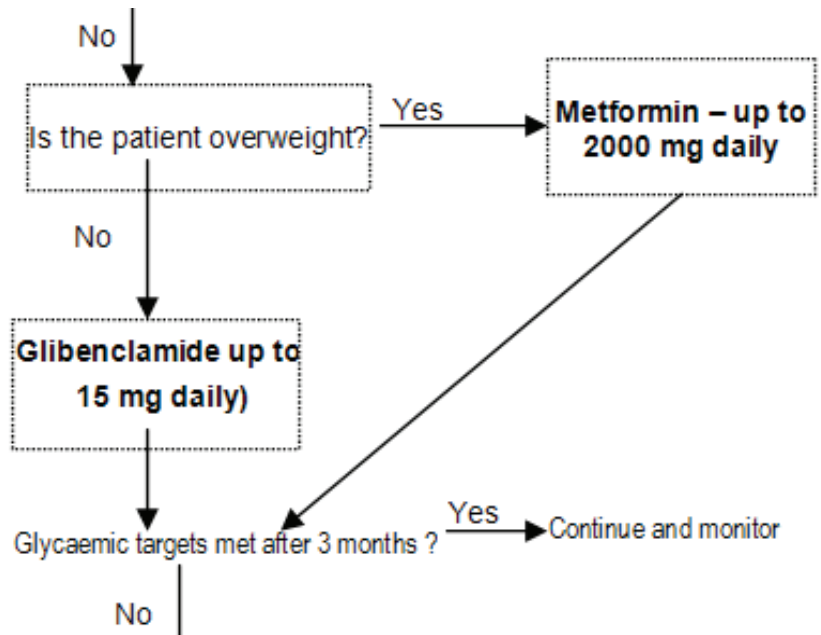 No
Is the patient overweight?
Yes
Metformin – up to
2000 mg daily
No
Glibenclamide up to
15 mg daily)
Glycaemic targets met after 3 months ?
Yes
Continue and monitor
No